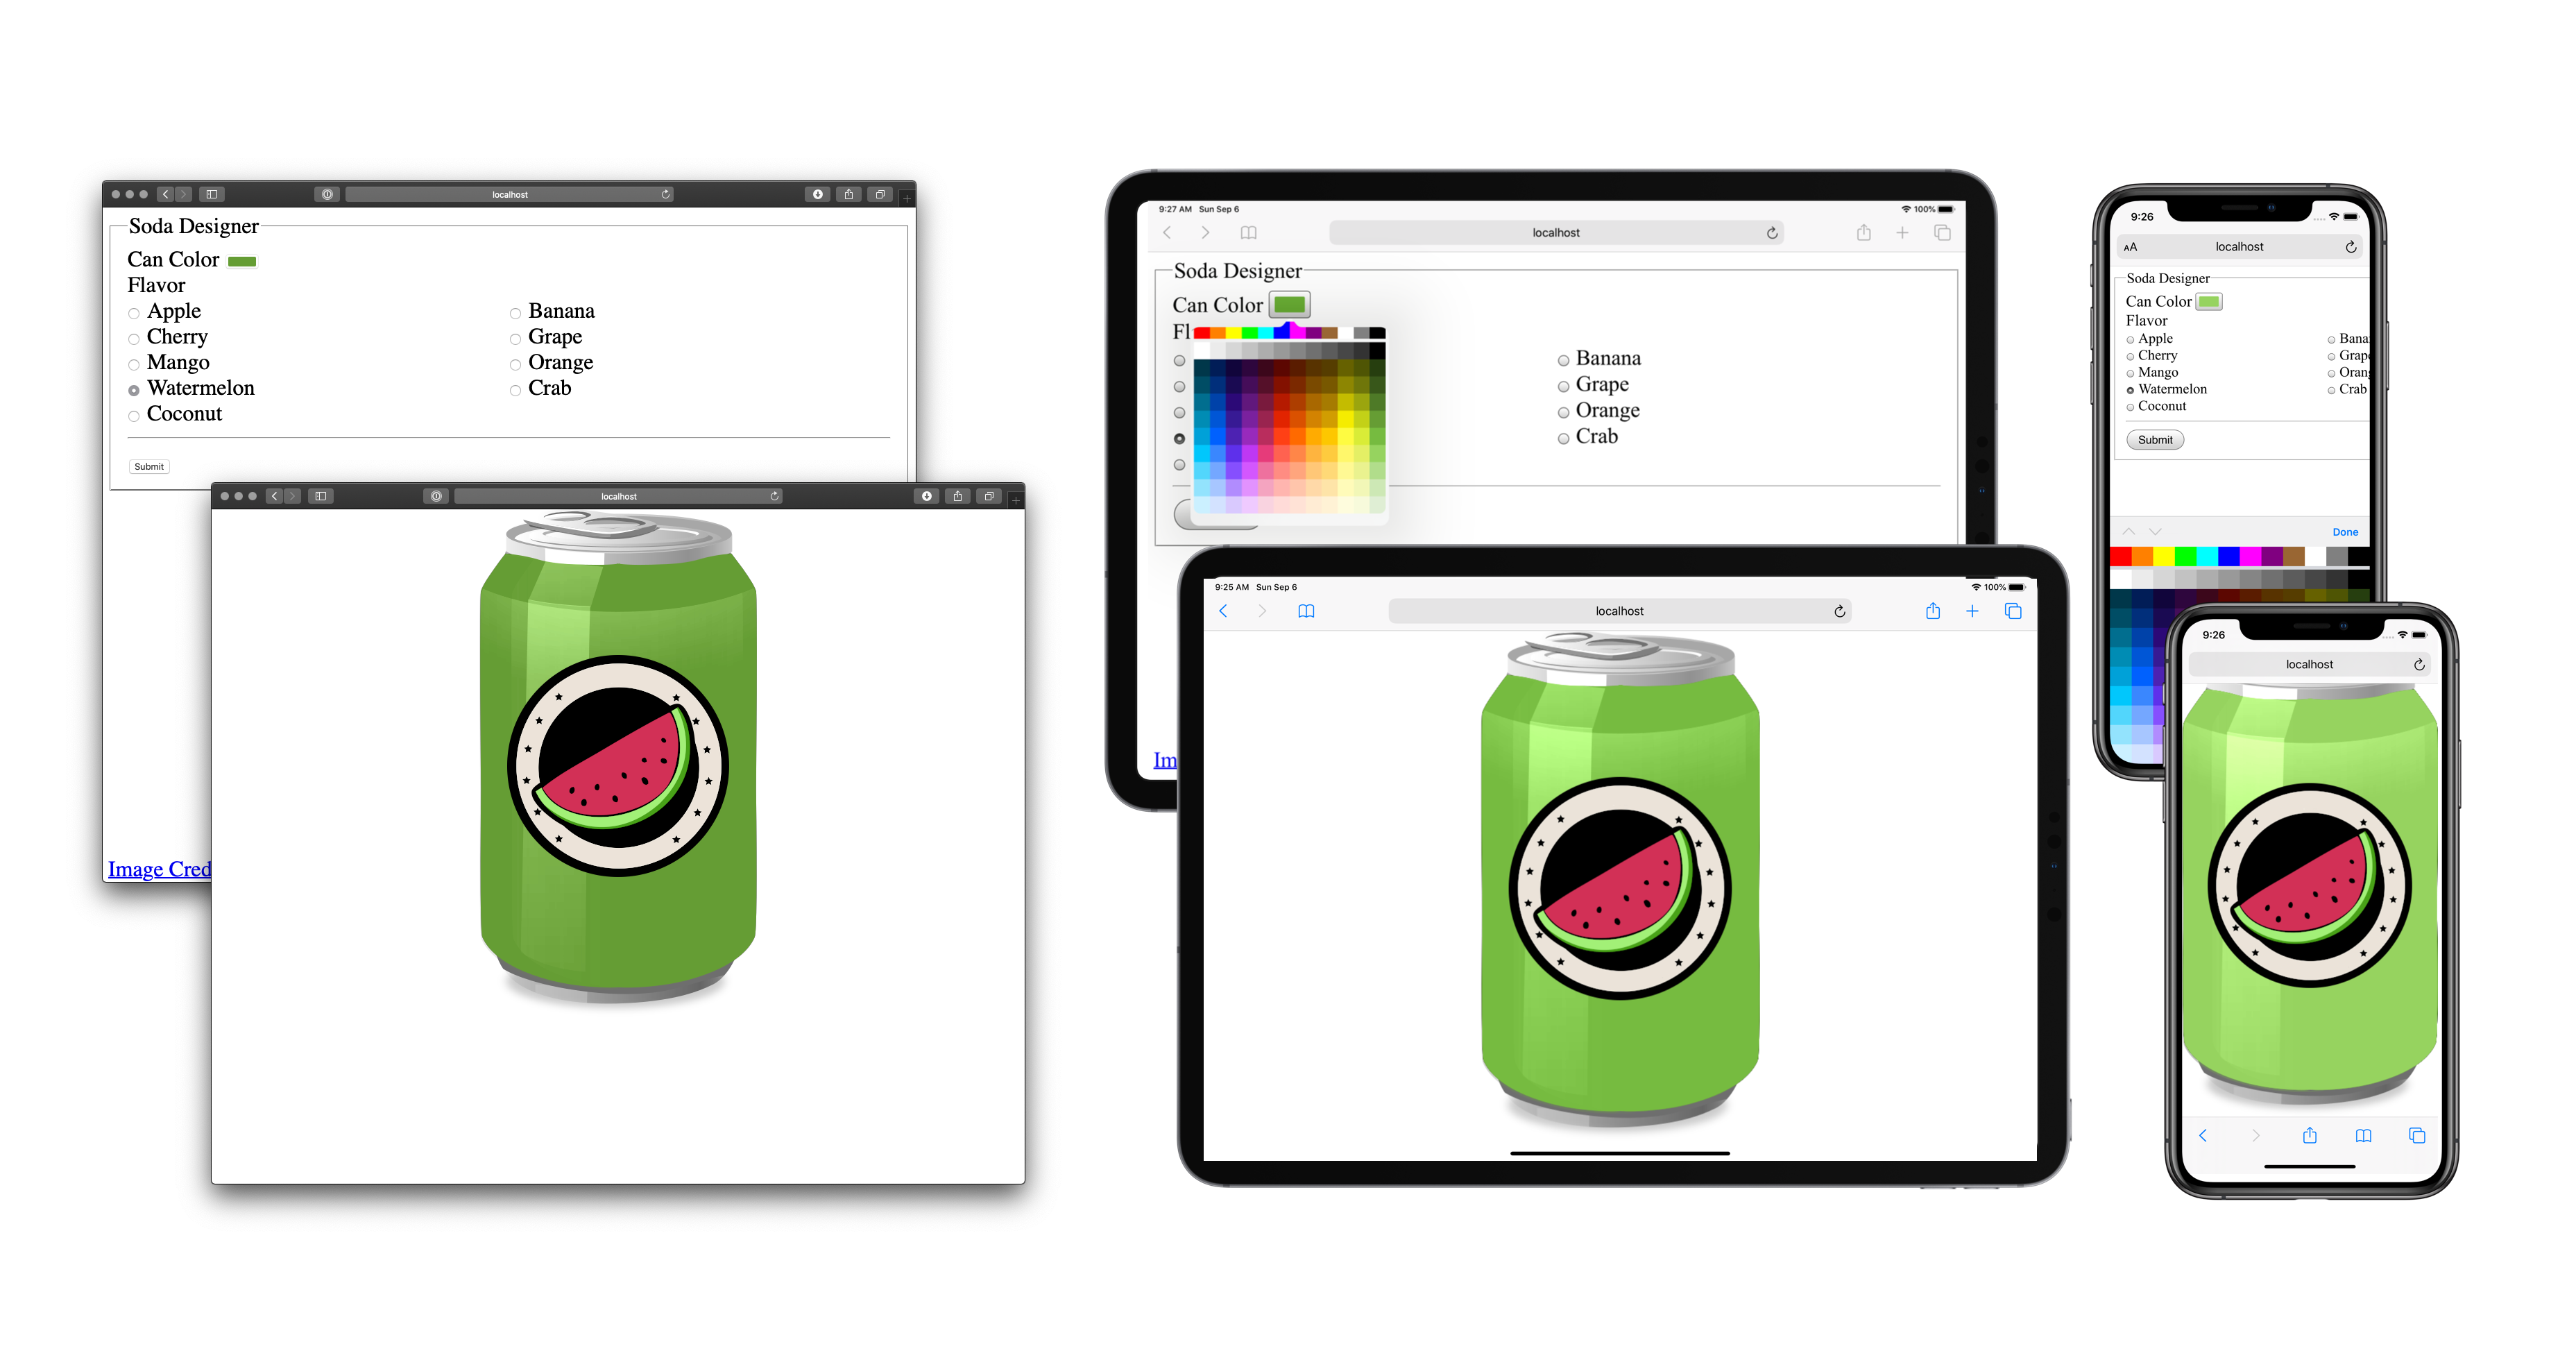 localhost
Soda Designer
Can Color
Flavor
Apple
Banana
Cherry
Grape
Mango
Orange
Watermelon
Crab
Coconut
Submit
Image Cred
localhost
9:27 AM Sun Sep 6
100%
localhost
Soda Designer
Can Color
Fl
Banana
Grape
Orange
Crab
Im
9:25 AM Sun Sep 6
100%
localhost
9:26
AA
localhost
Soda Designer
Can Color
Flavor
Apple
Bana
Cherry
Grap
Mango
Oran
Watermelon
Crab
Coconut
Submit
Done
9:26
localhost